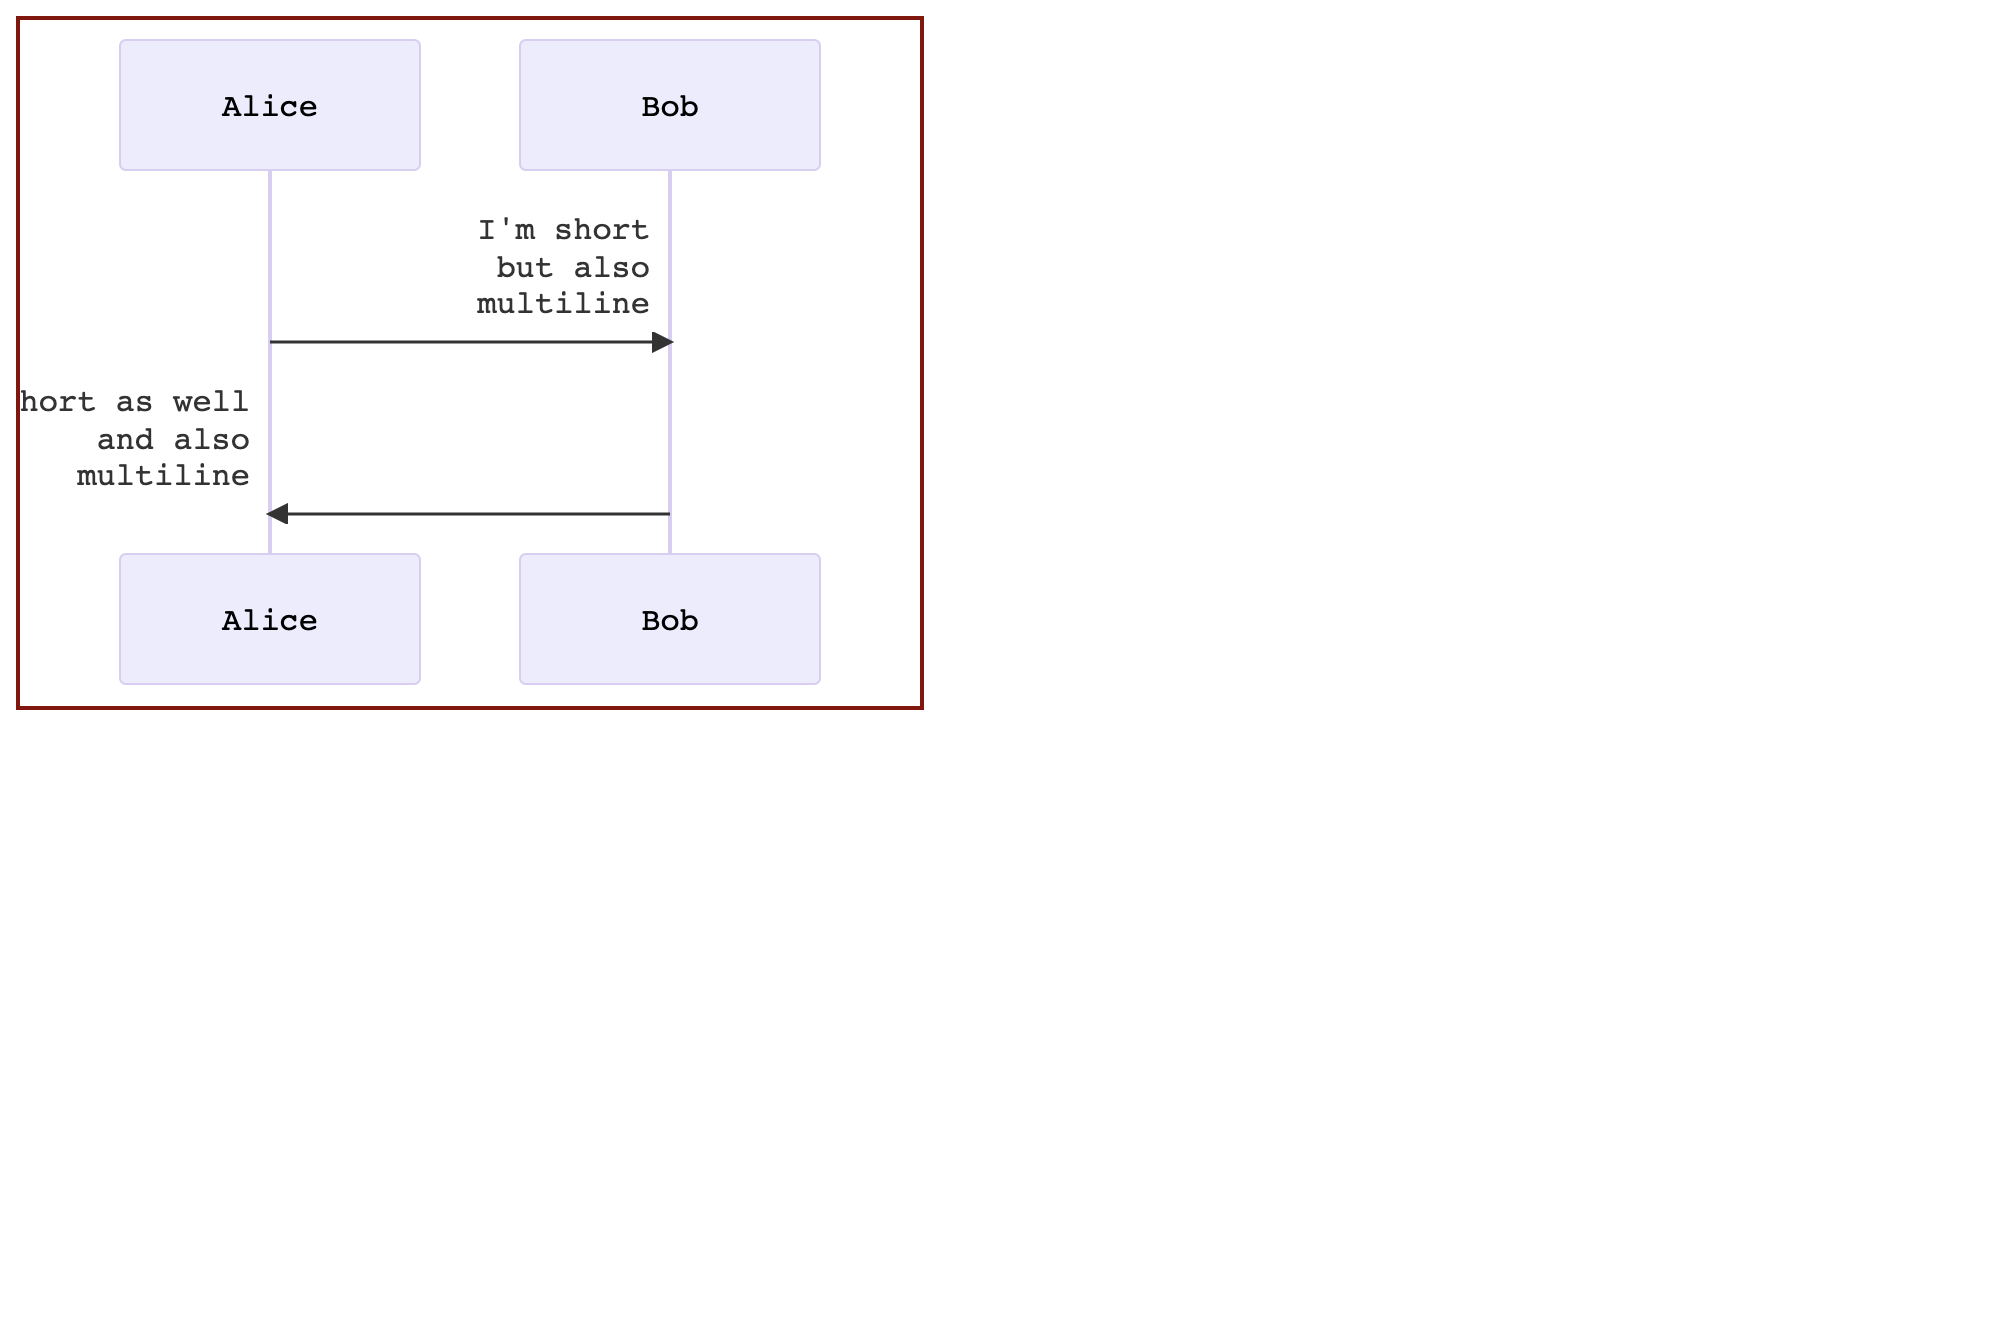 Alice
Bob
I'm short
but also
multiline
hort as well
and also
multiline
Alice
Bob